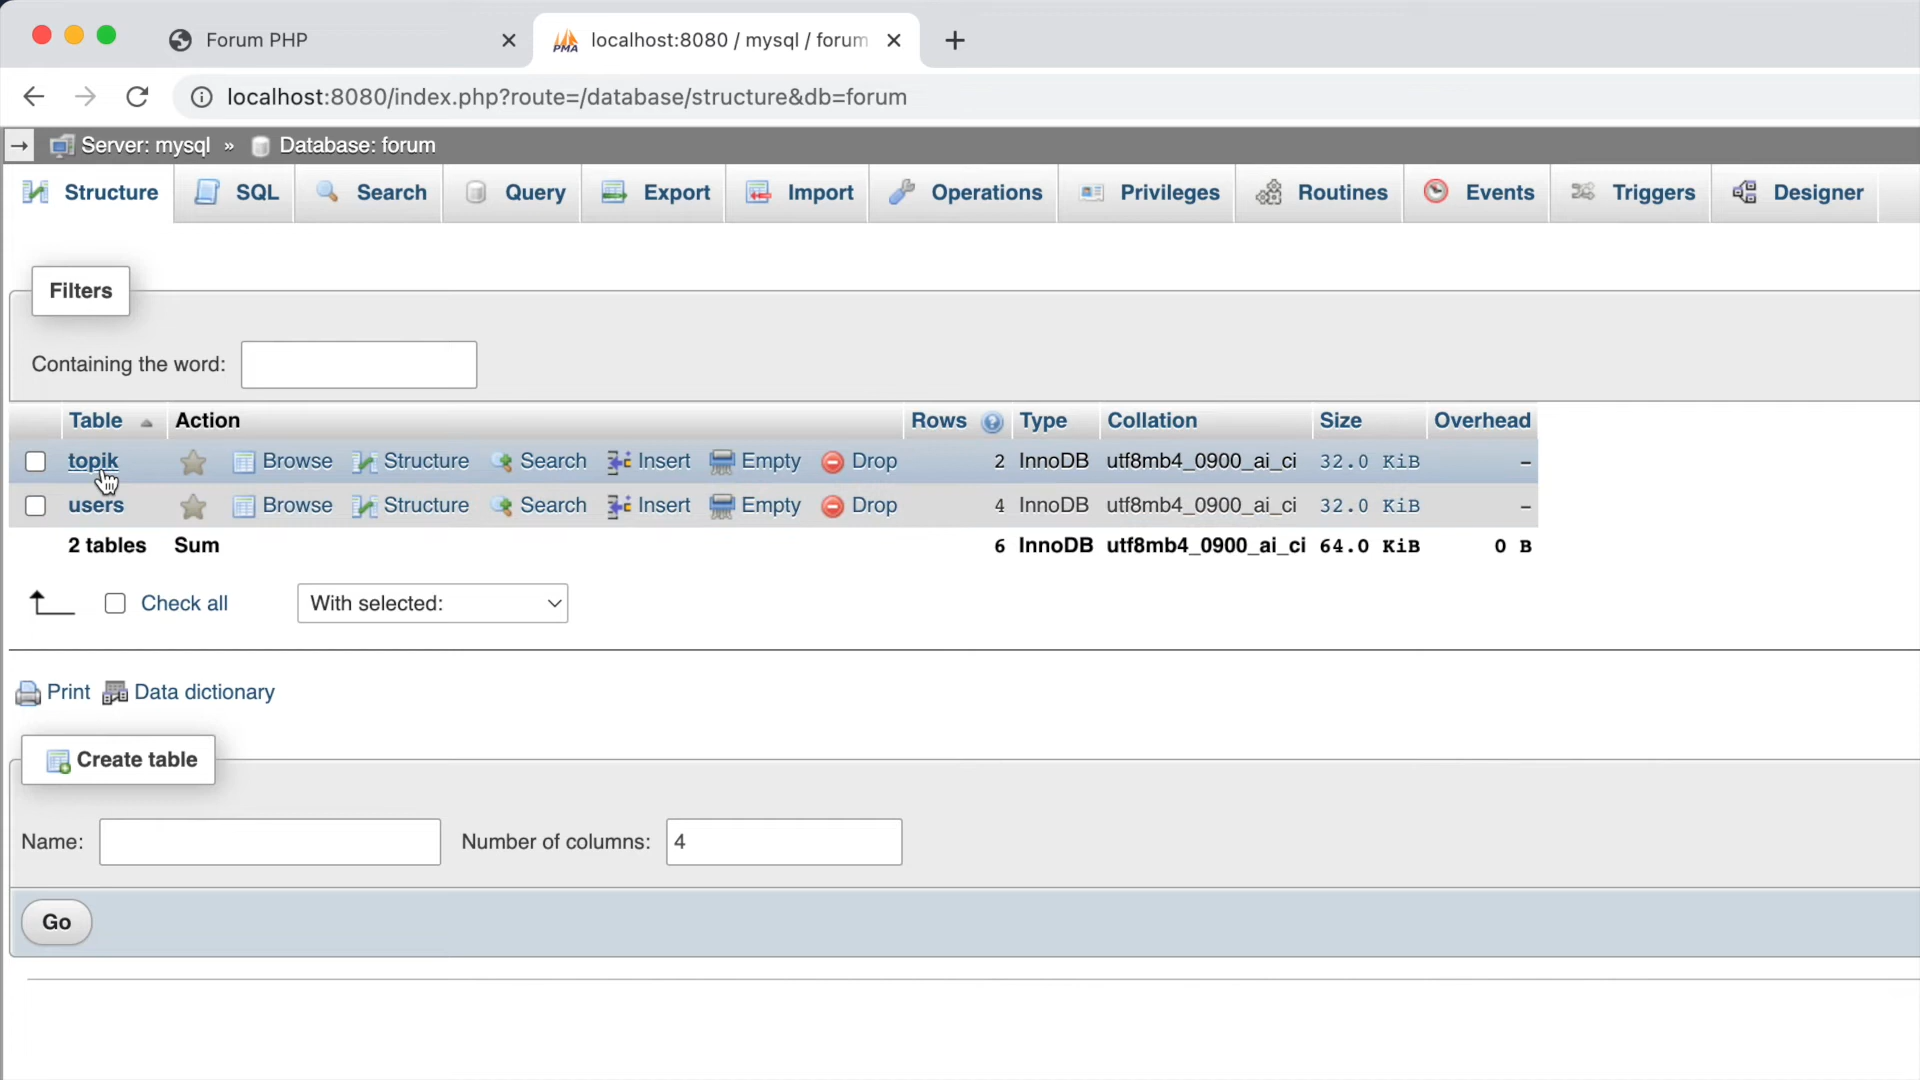 Forum PHP
PMA localhost:8080 / mysql / forum
localhost:8080/index.php?route=/database/structure&db=forum
Server: mysql » Database: forum
Structure SQL Search Query Export Import Operations Privileges Routines Events Triggers Designer
Filters
Containing the word:
Table Action Rows Type Collation Size Overhead
topik Browse Structure Search Insert Empty Drop 2 InnoDB utf8mb4_0900_ai_ci 32.0 KiB –
users Browse Structure Search Insert Empty Drop 4 InnoDB utf8mb4_0900_ai_ci 32.0 KiB –
2 tables Sum 6 InnoDB utf8mb4_0900_ai_ci 64.0 KiB 0 B
Check all With selected:
Print Data dictionary
Create table
Name: Number of columns: 4
Go